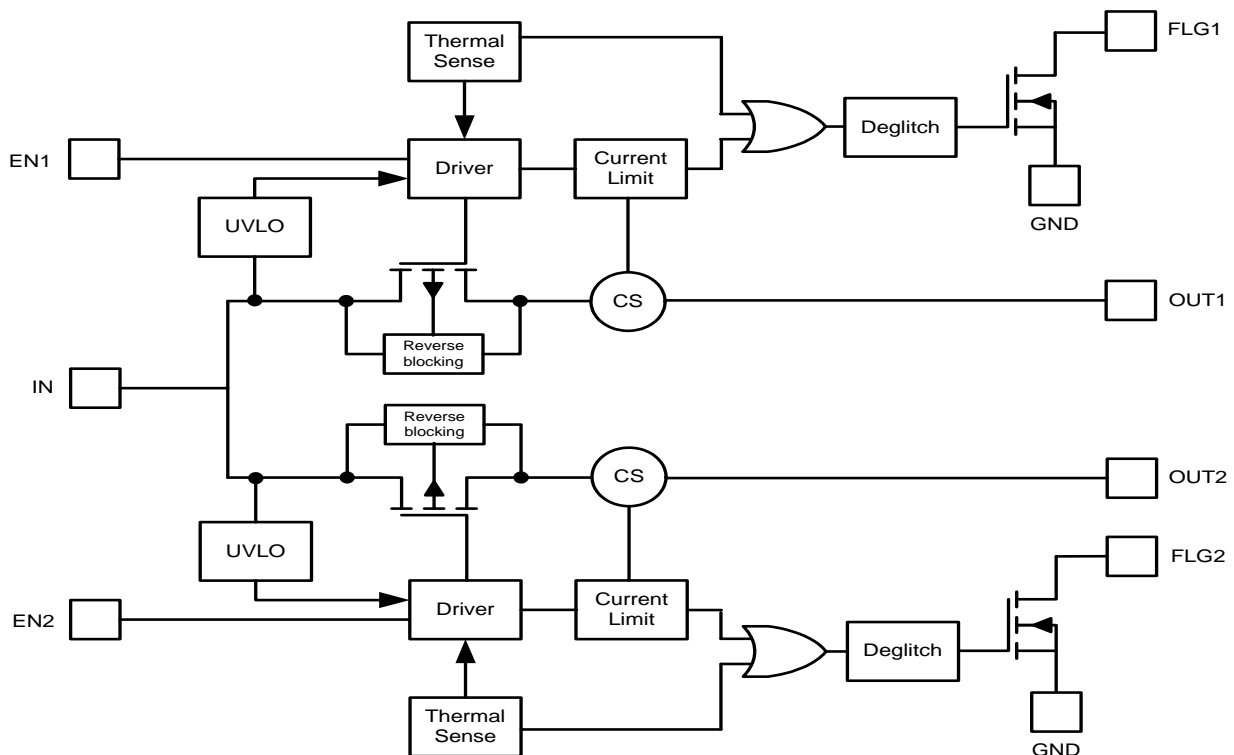 Thermal
Sense
FLG1
Deglitch
EN1
Driver
Current
Limit
UVLO
GND
CS
OUT1
Reverse
blocking
IN
Reverse
blocking
CS
OUT2
UVLO
FLG2
EN2
Driver
Current
Limit
Deglitch
Thermal
Sense
GND